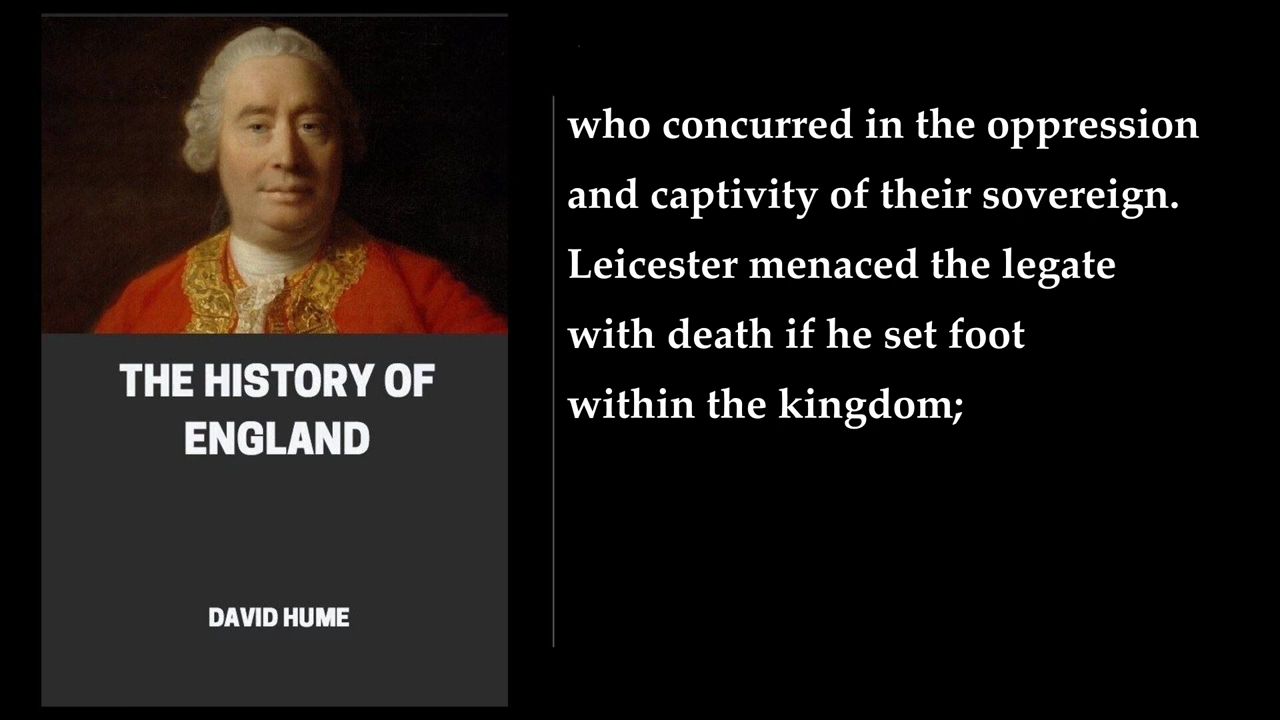 THE HISTORY OF
ENGLAND
DAVID HUME
who concurred in the oppression
and captivity of their sovereign.
Leicester menaced the legate
with death if he set foot
within the kingdom;